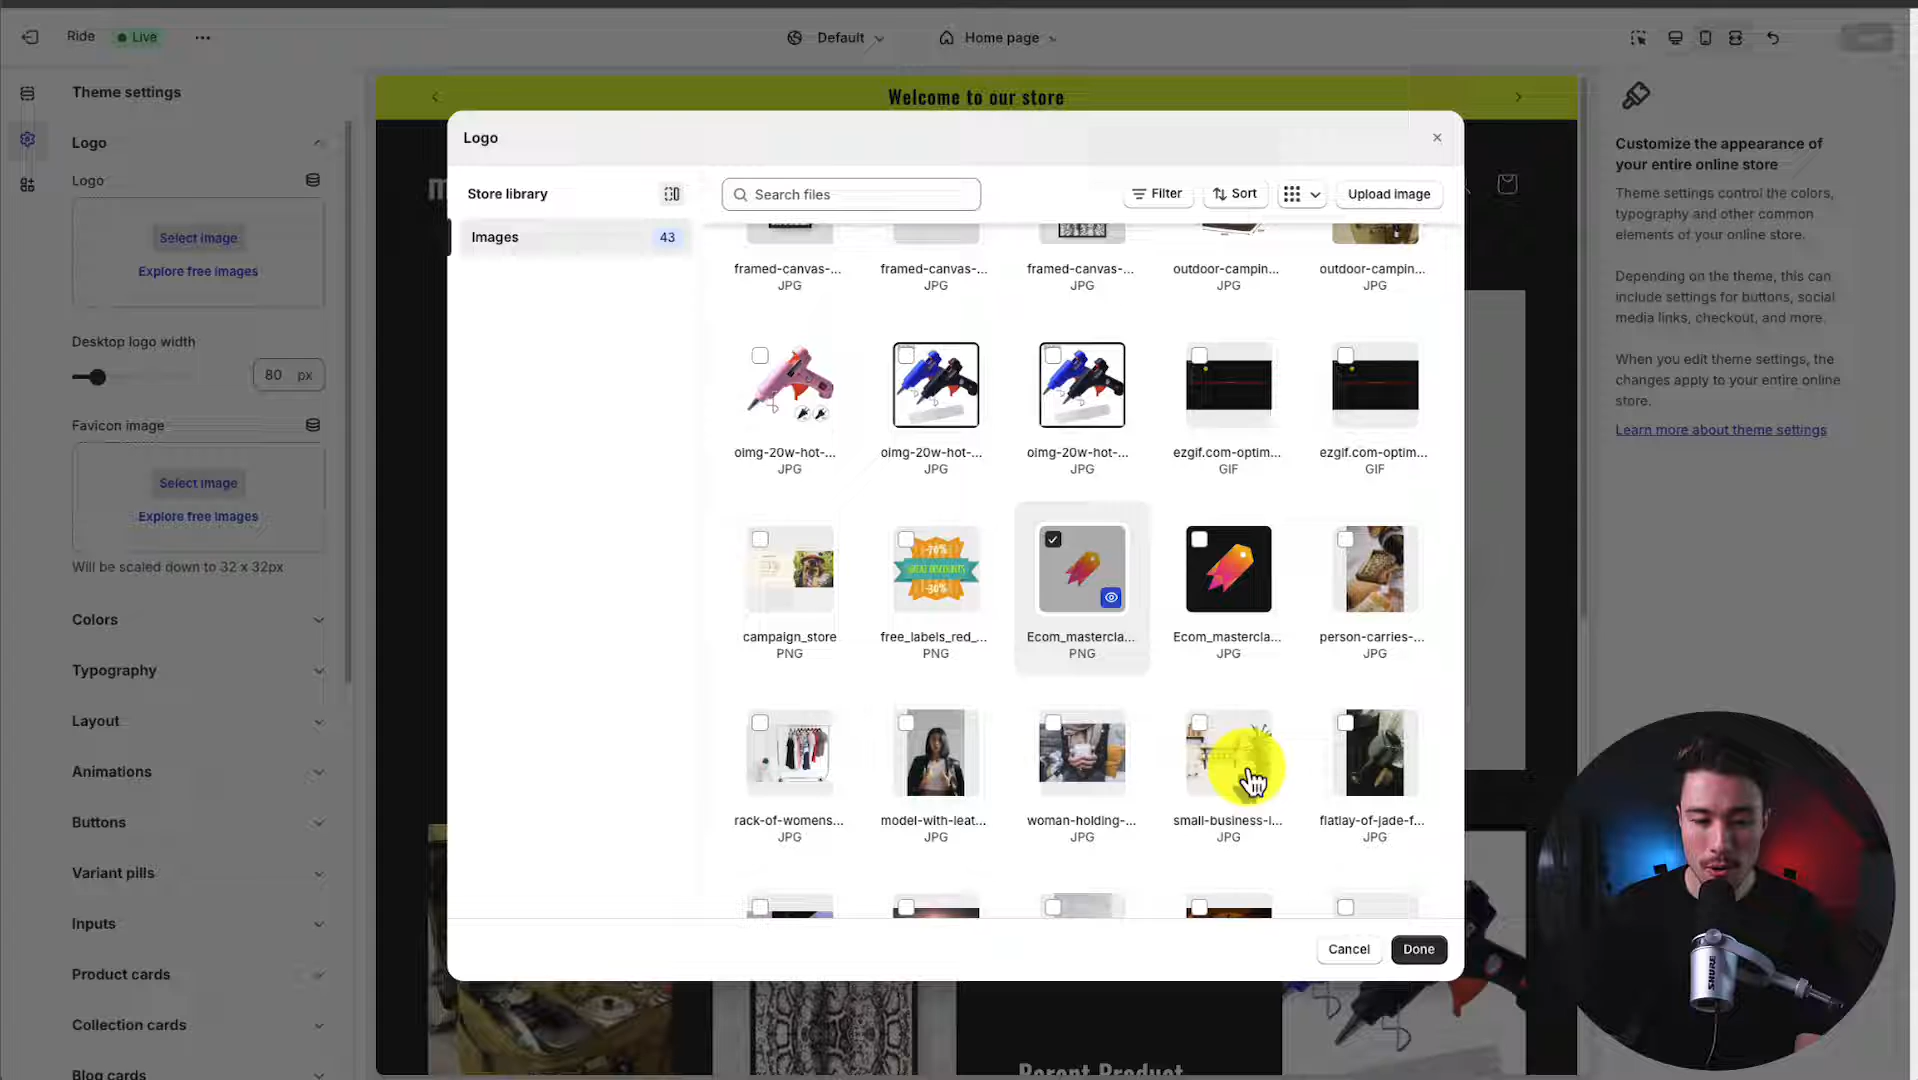 Ride
Live
Default
Home page
Theme settings
Logo
Logo
Select image
Explore free images
Desktop logo width
80 px
Favicon image
Select image
Explore free images
Will be scaled down to 32 x 32px
Colors
Typography
Layout
Animations
Buttons
Variant pills
Inputs
Product cards
Collection cards
Blog cards
Welcome to our store
Logo
Store library
Images 43
Search files
Filter
Sort
Upload image
framed-canvas-...
JPG
framed-canvas-...
JPG
framed-canvas-...
JPG
outdoor-campin...
JPG
outdoor-campin...
JPG
oimg-20w-hot-...
JPG
oimg-20w-hot-...
JPG
oimg-20w-hot-...
JPG
ezgif.com-optim...
GIF
ezgif.com-optim...
GIF
campaign_store
PNG
-70%
GREAT DISCOUNTS
-30%
free_labels_red_...
PNG
Ecom_mastercla...
PNG
Ecom_mastercla...
JPG
person-carries-...
JPG
rack-of-womens...
JPG
model-with-leat...
JPG
woman-holding-...
JPG
small-business-i...
JPG
flatlay-of-jade-f...
JPG
Cancel
Done
Parent Product
Customize the appearance of
your entire online store
Theme settings control the colors,
typography and other common
elements of your online store.
Depending on the theme, this can
include settings for buttons, social
media links, checkout, and more.
When you edit theme settings, the
changes apply to your entire online
store.
Learn more about theme settings
SHURE